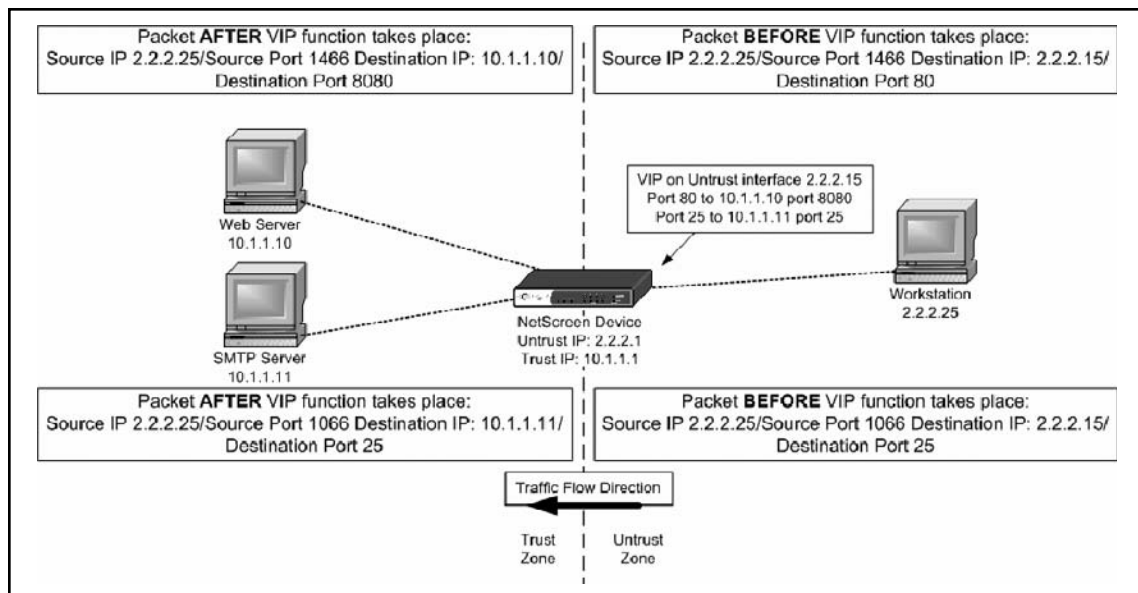 Packet AFTER VIP function takes place:
Source IP 2.2.2.25/Source Port 1466 Destination IP: 10.1.1.10/
Destination Port 8080
Packet BEFORE VIP function takes place:
Source IP 2.2.2.25/Source Port 1466 Destination IP: 2.2.2.15/
Destination Port 80
VIP on Untrust interface 2.2.2.15
Port 80 to 10.1.1.10 port 8080
Port 25 to 10.1.1.11 port 25
Web Server
10.1.1.10
Workstation
2.2.2.25
NetScreen Device
Untrust IP: 2.2.2.1
Trust IP: 10.1.1.1
SMTP Server
10.1.1.11
Packet AFTER VIP function takes place:
Source IP 2.2.2.25/Source Port 1066 Destination IP: 10.1.1.11/
Destination Port 25
Packet BEFORE VIP function takes place:
Source IP 2.2.2.25/Source Port 1066 Destination IP: 2.2.2.15/
Destination Port 25
Traffic Flow Direction
Trust
Zone
Untrust
Zone